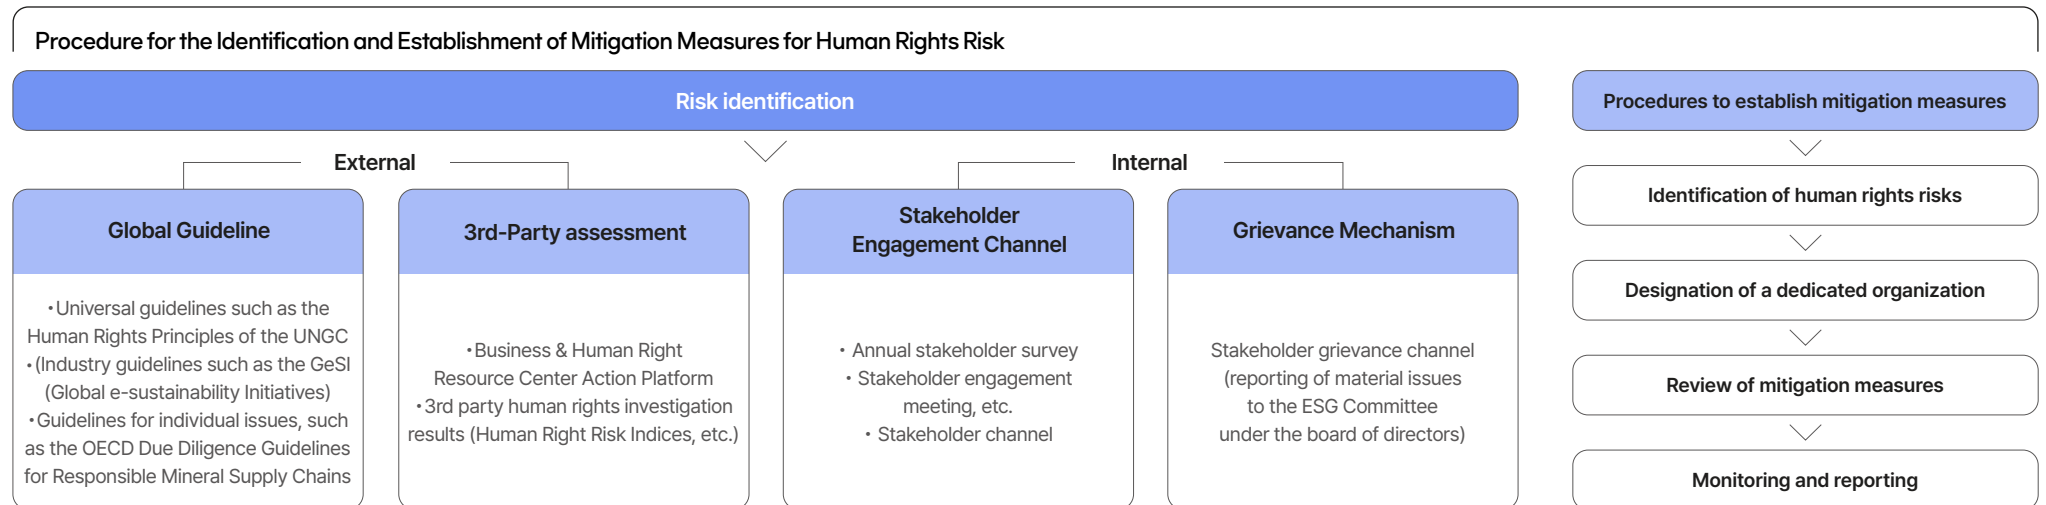 Procedure for the Identification and Establishment of Mitigation Measures for Human Rights Risk
Risk identification
External
Global Guideline
•Universal guidelines such as the
Human Rights Principles of the UNGC
•(Industry guidelines such as the GeSI
(Global e-sustainability Initiatives)
•Guidelines for individual issues, such
as the OECD Due Diligence Guidelines
for Responsible Mineral Supply Chains
3rd-Party assessment
•Business & Human Right
Resource Center Action Platform
•3rd party human rights investigation
results (Human Right Risk Indices, etc.)
Internal
Stakeholder
Engagement Channel
• Annual stakeholder survey
• Stakeholder engagement
meeting, etc.
• Stakeholder channel
Grievance Mechanism
Stakeholder grievance channel
(reporting of material issues
to the ESG Committee
under the board of directors)
Procedures to establish mitigation measures
Identification of human rights risks
Designation of a dedicated organization
Review of mitigation measures
Monitoring and reporting